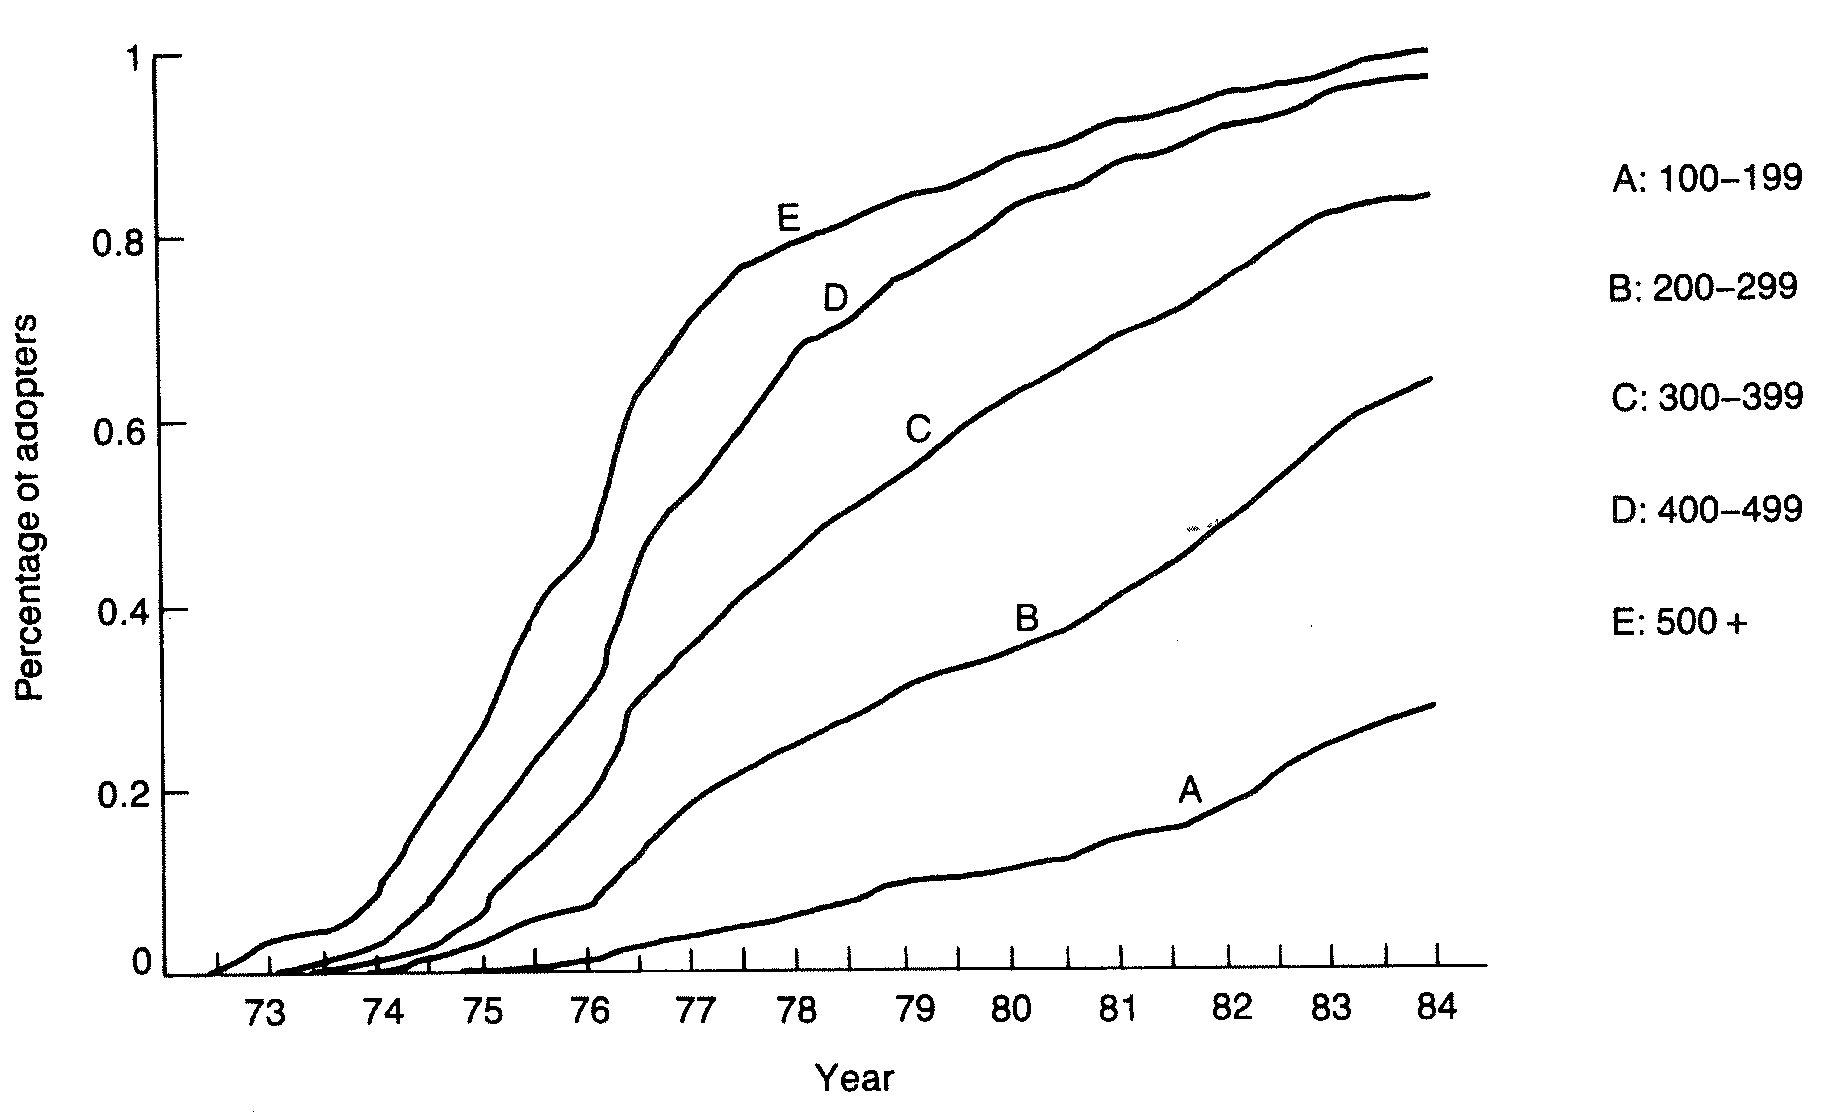 1
0.8
0.6
0.4
0.2
0
Percentage of adopters
E
D
C
B
A
73 74 75 76 77 78 79 80 81 82 83 84
Year
A: 100–199
B: 200–299
C: 300–399
D: 400–499
E: 500+